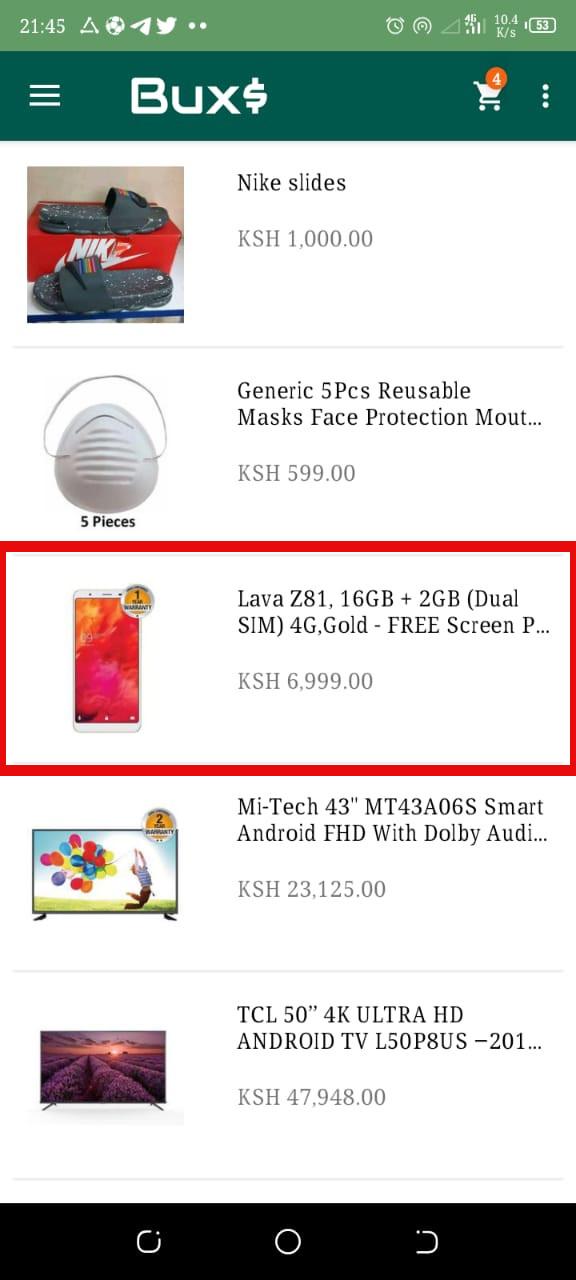 21:45
4G
10.4
K/s
53
Bux$
4
Nike slides
KSH 1,000.00
NIKE
Generic 5Pcs Reusable
Masks Face Protection Mout...
KSH 599.00
5 Pieces
Lava Z81, 16GB + 2GB (Dual
SIM) 4G,Gold - FREE Screen P...
KSH 6,999.00
1
YEAR
WARRANTY
09
Mi-Tech 43" MT43A06S Smart
Android FHD With Dolby Audi...
KSH 23,125.00
2
YEAR
WARRANTY
TCL 50’’ 4K ULTRA HD
ANDROID TV L50P8US –201...
KSH 47,948.00